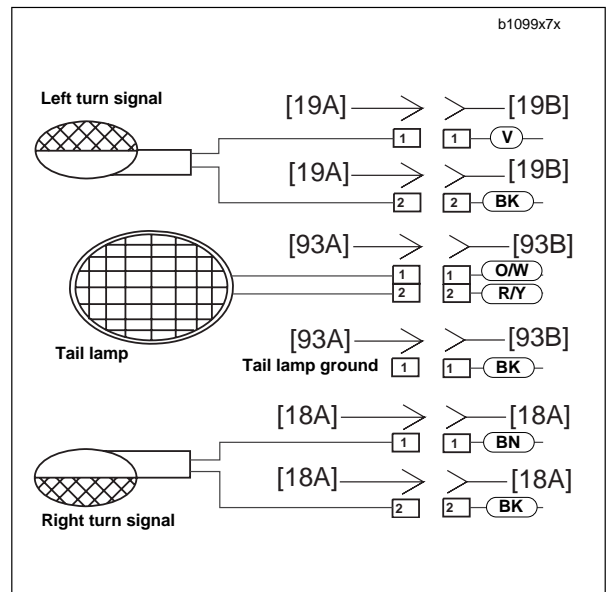 b1099x7x
Left turn signal
[19A] [19B]
1 1 V
[19A] [19B]
2 2 BK
[93A] [93B]
1 1 O/W
2 2 R/Y
Tail lamp
[93A] [93B]
Tail lamp ground 1 1 BK
[18A] [18A]
1 1 BN
[18A] [18A]
2 2 BK
Right turn signal